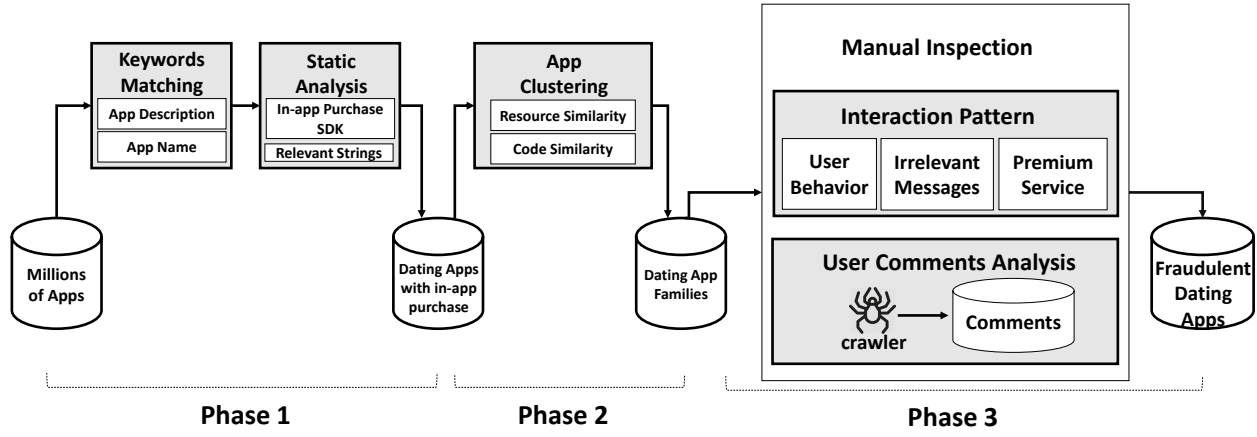 Keywords
Matching
App Description
App Name
Static
Analysis
In-app Purchase
SDK
Relevant Strings
App
Clustering
Resource Similarity
Code Similarity
Manual Inspection
Interaction Pattern
User
Behavior
Irrelevant
Messages
Premium
Service
User Comments Analysis
crawler
Comments
Millions
of Apps
Dating Apps
with in-app
purchase
Dating App
Families
Fraudulent
Dating
Apps
Phase 1
Phase 2
Phase 3